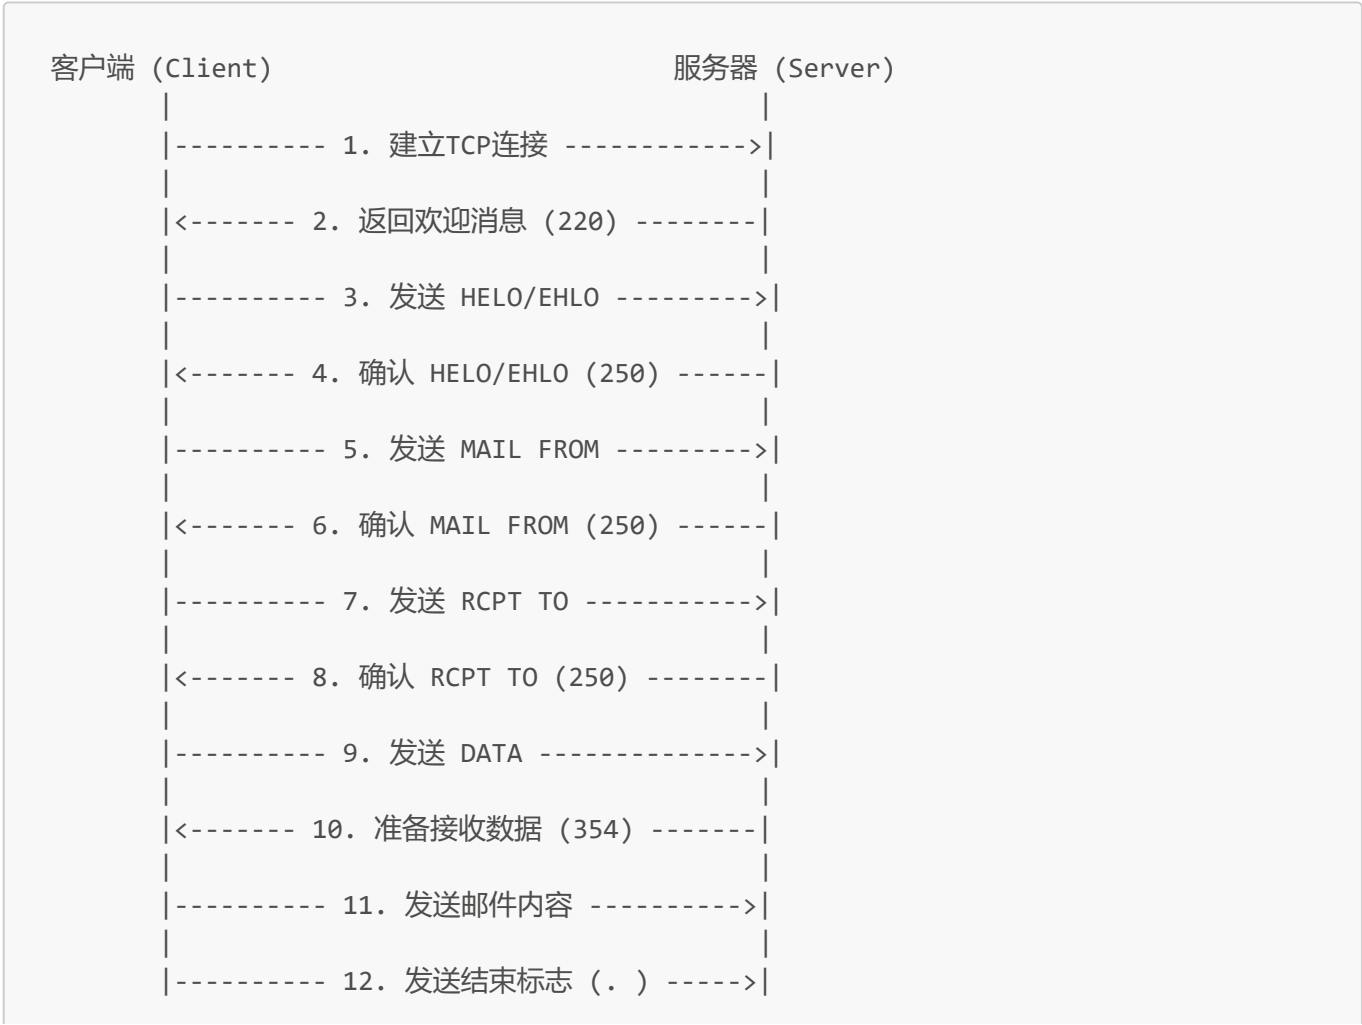 客户端 (Client)                          服务器 (Server)
       |                                       |
       |---------- 1. 建立TCP连接 ------------>|
       |                                       |
       |<------- 2. 返回欢迎消息 (220) --------|
       |                                       |
       |---------- 3. 发送 HELO/EHLO --------->|
       |                                       |
       |<------- 4. 确认 HELO/EHLO (250) ------|
       |                                       |
       |---------- 5. 发送 MAIL FROM --------->|
       |                                       |
       |<------- 6. 确认 MAIL FROM (250) ------|
       |                                       |
       |---------- 7. 发送 RCPT TO ----------->|
       |                                       |
       |<------- 8. 确认 RCPT TO (250) --------|
       |                                       |
       |---------- 9. 发送 DATA -------------->|
       |                                       |
       |<------- 10. 准备接收数据 (354) -------|
       |                                       |
       |---------- 11. 发送邮件内容 ---------->|
       |                                       |
       |---------- 12. 发送结束标志 (. ) ----->|